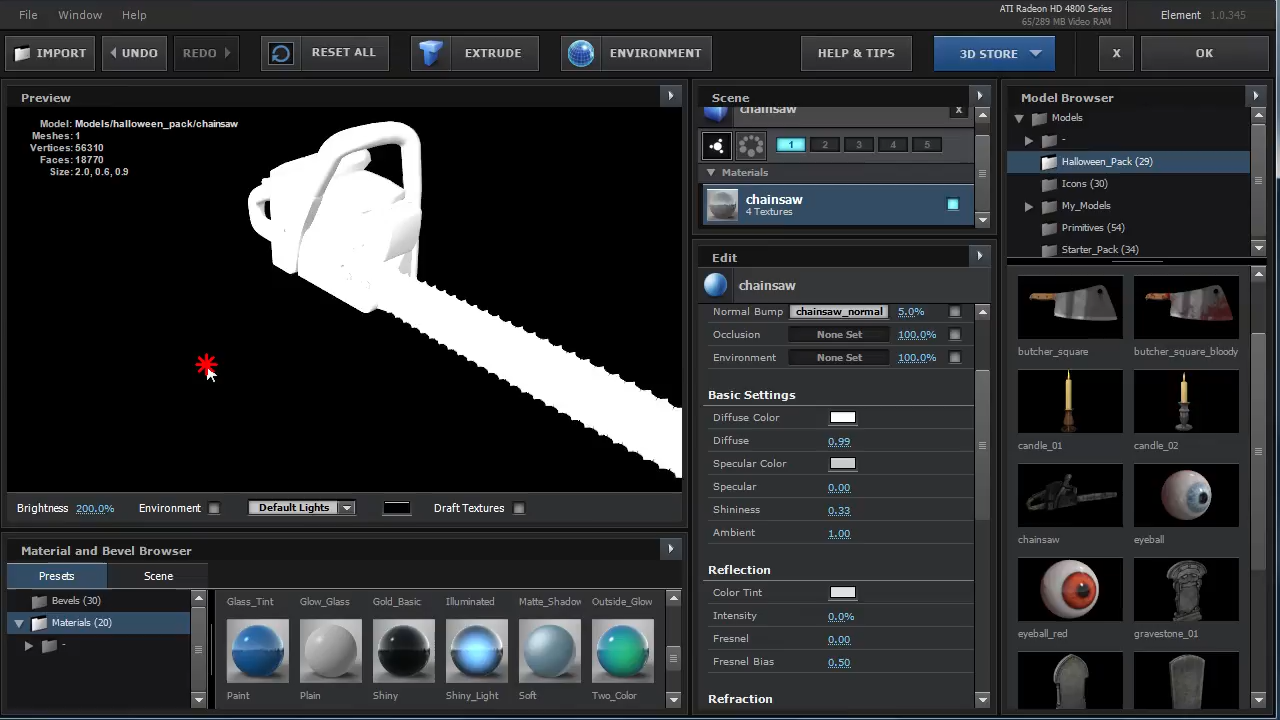 File
Window
Help
ATI Radeon HD 4800 Series
65/289 MB Video RAM
Element 1.0.345
IMPORT
UNDO
REDO
RESET ALL
EXTRUDE
ENVIRONMENT
HELP & TIPS
3D STORE
X
OK
Preview
Model: Models/halloween_pack/chainsaw
Meshes: 1
Vertices: 56310
Faces: 18770
Size: 2.0, 0.6, 0.9
Brightness 200.0%
Environment
Default Lights
Draft Textures
Material and Bevel Browser
Presets
Scene
Bevels (30)
Materials (20)
-
Glass_Tint
Glow_Glass
Gold_Basic
Illuminated
Matte_Shadow
Outside_Glow
Paint
Plain
Shiny
Shiny_Light
Soft
Two_Color
Scene
chainsaw
X
1
2
3
4
5
Materials
chainsaw
4 Textures
Edit
chainsaw
Normal Bump chainsaw_normal 5.0%
Occlusion None Set 100.0%
Environment None Set 100.0%
Basic Settings
Diffuse Color
Diffuse 0.99
Specular Color
Specular 0.00
Shininess 0.33
Ambient 1.00
Reflection
Color Tint
Intensity 0.0%
Fresnel 0.00
Fresnel Bias 0.50
Refraction
Model Browser
Models
-
Halloween_Pack (29)
Icons (30)
My_Models
Primitives (54)
Starter_Pack (34)
butcher_square
butcher_square_bloody
candle_01
candle_02
chainsaw
eyeball
eyeball_red
gravestone_01